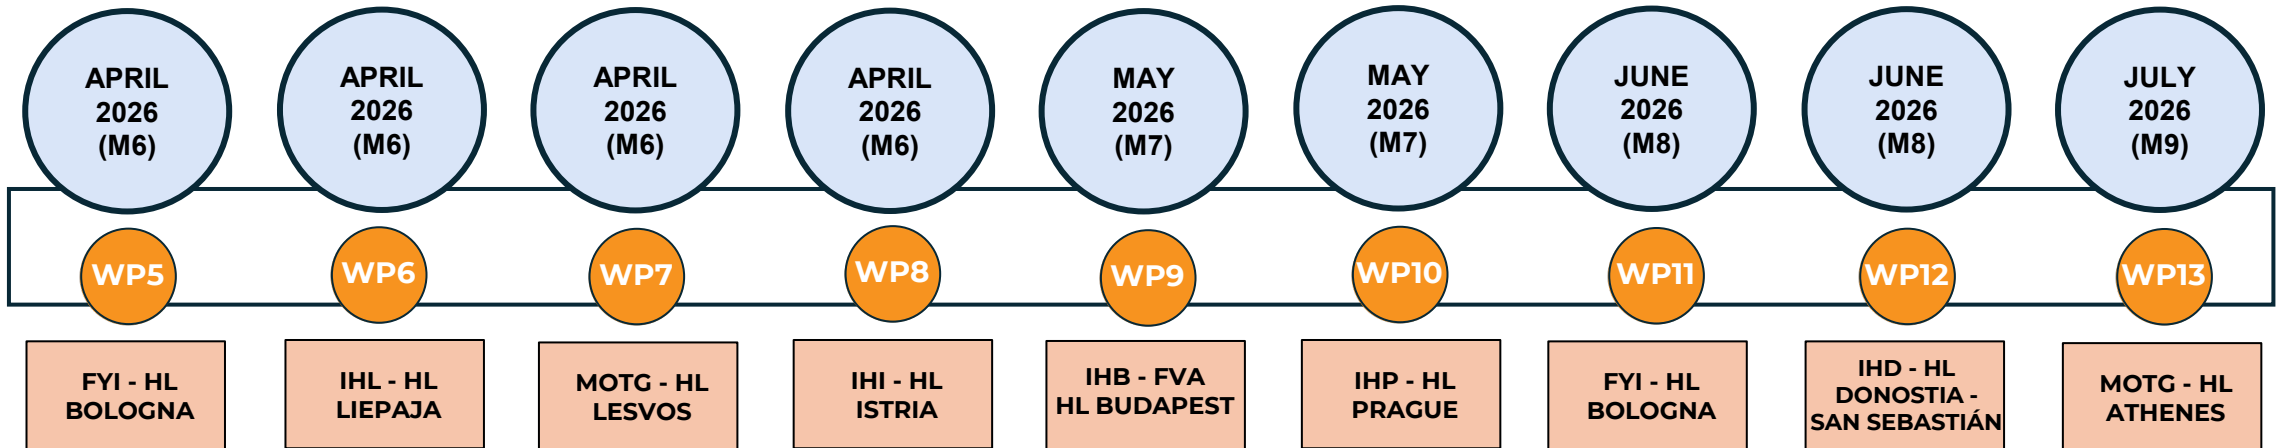 APRIL
2026
(M6)
APRIL
2026
(M6)
APRIL
2026
(M6)
APRIL
2026
(M6)
MAY
2026
(M7)
MAY
2026
(M7)
JUNE
2026
(M8)
JUNE
2026
(M8)
JULY
2026
(M9)
WP5
WP6
WP7
WP8
WP9
WP10
WP11
WP12
WP13
FYI - HL
BOLOGNA
IHL - HL
LIEPAJA
MOTG - HL
LESVOS
IHI - HL
ISTRIA
IHB - FVA
HL BUDAPEST
IHP - HL
PRAGUE
FYI - HL
BOLOGNA
IHD - HL
DONOSTIA -
SAN SEBASTIÁN
MOTG - HL
ATHENES